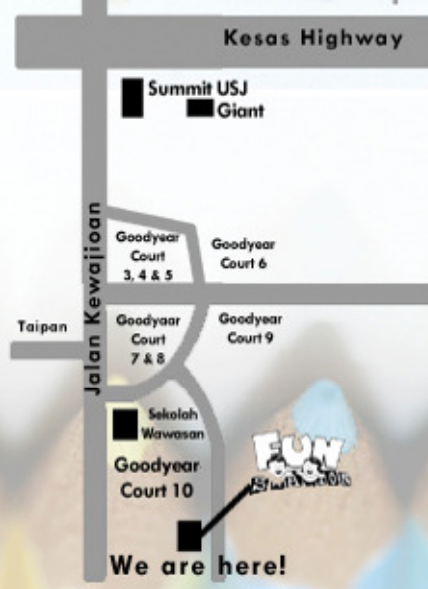 Kesas Highway
Summit USJ
Giant
Jalan Kewajioan
Goodyear
Court
3, 4 & 5
Goodyear
Court 6
Taipan
Goodyaar
Court
7 & 8
Goodyear
Court 9
Sekolah
Wawasan
Goodyear
Court 10
FUN
We are here!